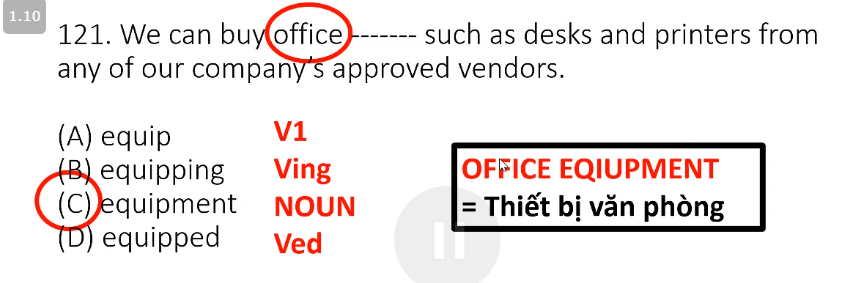 1.10
121. We can buy office ------- such as desks and printers from
any of our company's approved vendors.
(A) equip V1
(B) equipping Ving
(C) equipment NOUN
(D) equipped Ved
OFFICE EQIUPMENT
= Thiết bị văn phòng